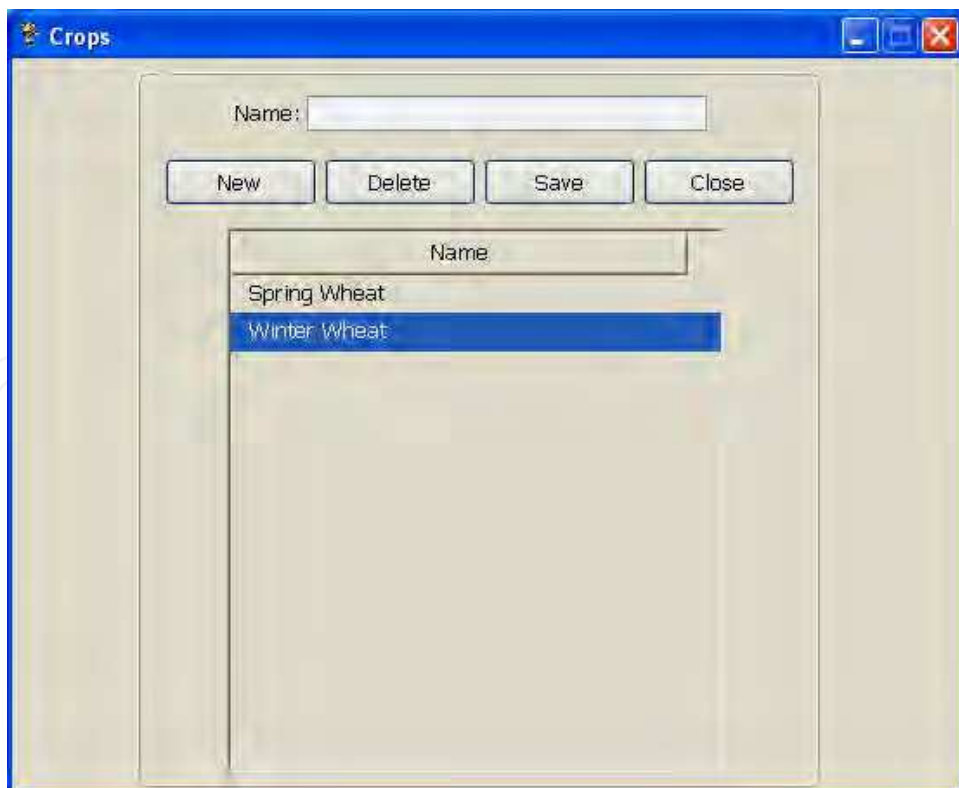 Crops
Name:
New Delete Save Close
Name
Spring Wheat
Winter Wheat